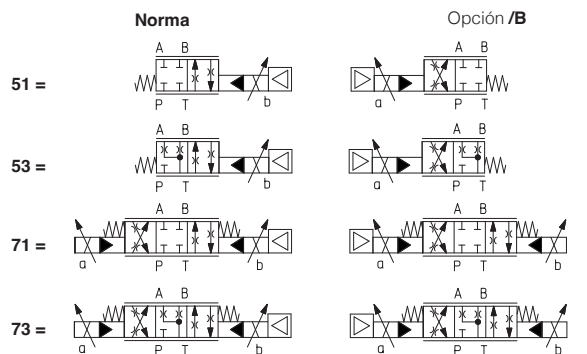 Norma Opción /B
A B A B
51 =
P T b a P T
A B A B
53 =
P T b a P T
A B A B
71 =
a P T b a P T b
A B A B
73 =
a P T b a P T b